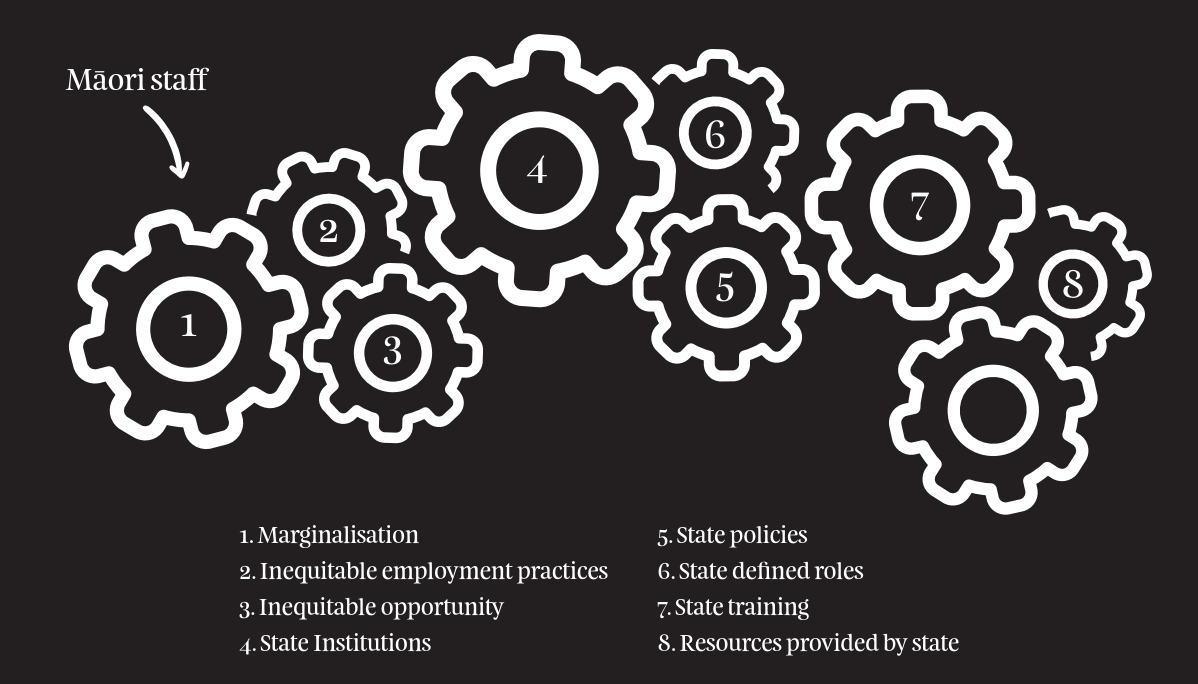 Māori staff
1
2
3
4
5
6
7
8
1. Marginalisation
2. Inequitable employment practices
3. Inequitable opportunity
4. State Institutions
5. State policies
6. State defined roles
7. State training
8. Resources provided by state